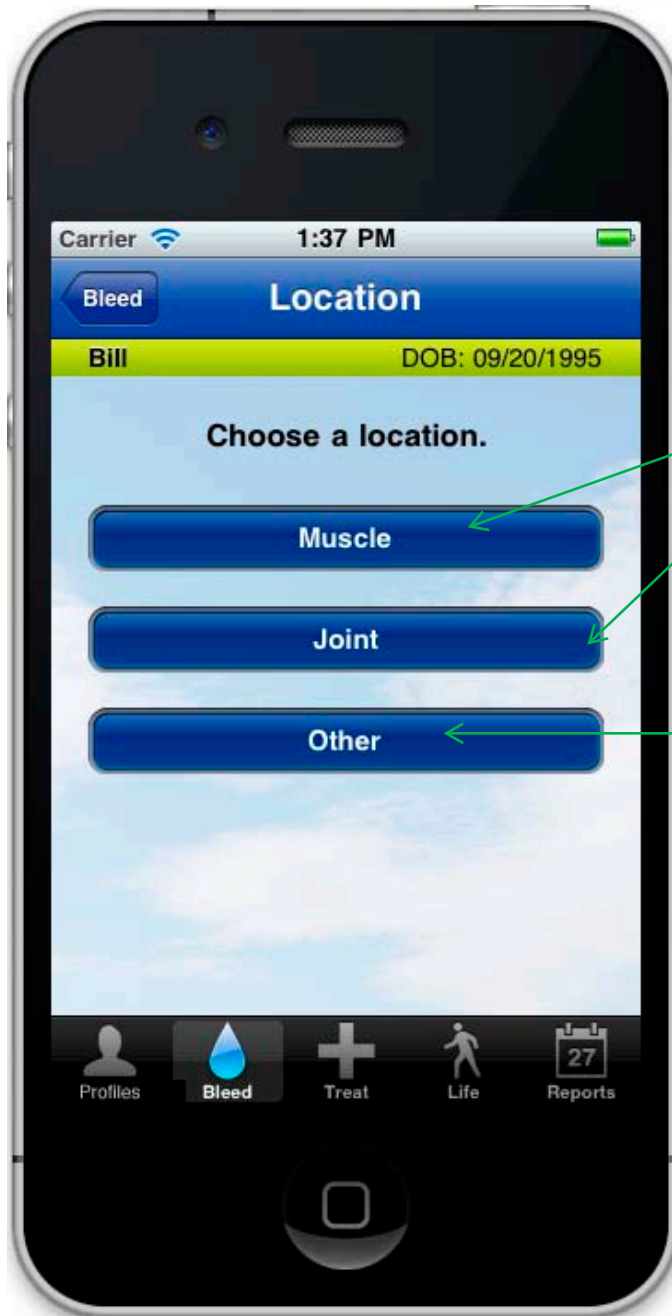 Carrier 1:37 PM
Bleed Location
Bill DOB: 09/20/1995
Choose a location.
Muscle
Joint
Other
27
Profiles Bleed Treat Life Reports